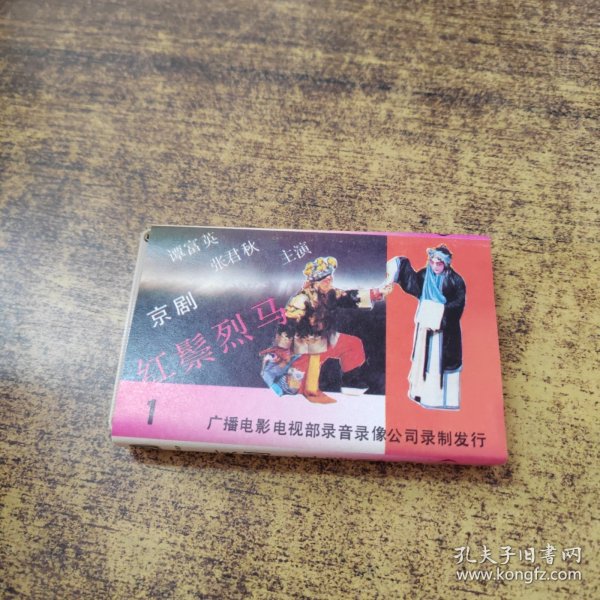 谭富英
张君秋
主演
京剧
红鬃烈马
1
广播电影电视部录音录像公司录制发行
孔夫子旧书网
www.kongfz.com